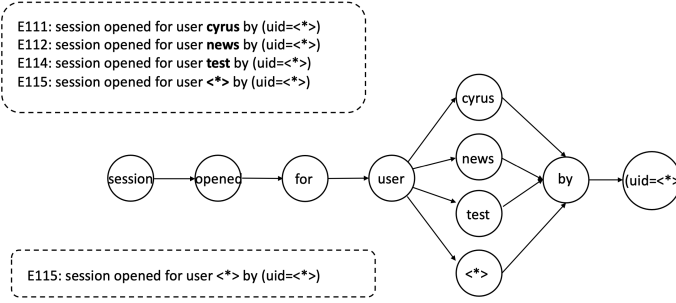 E111: session opened for user cyrus by (uid=<*>)
E112: session opened for user news by (uid=<*>)
E114: session opened for user test by (uid=<*>)
E115: session opened for user <*> by (uid=<*>)
cyrus
news
session opened for user by (uid=<*>
test
<*>
E115: session opened for user <*> by (uid=<*>)